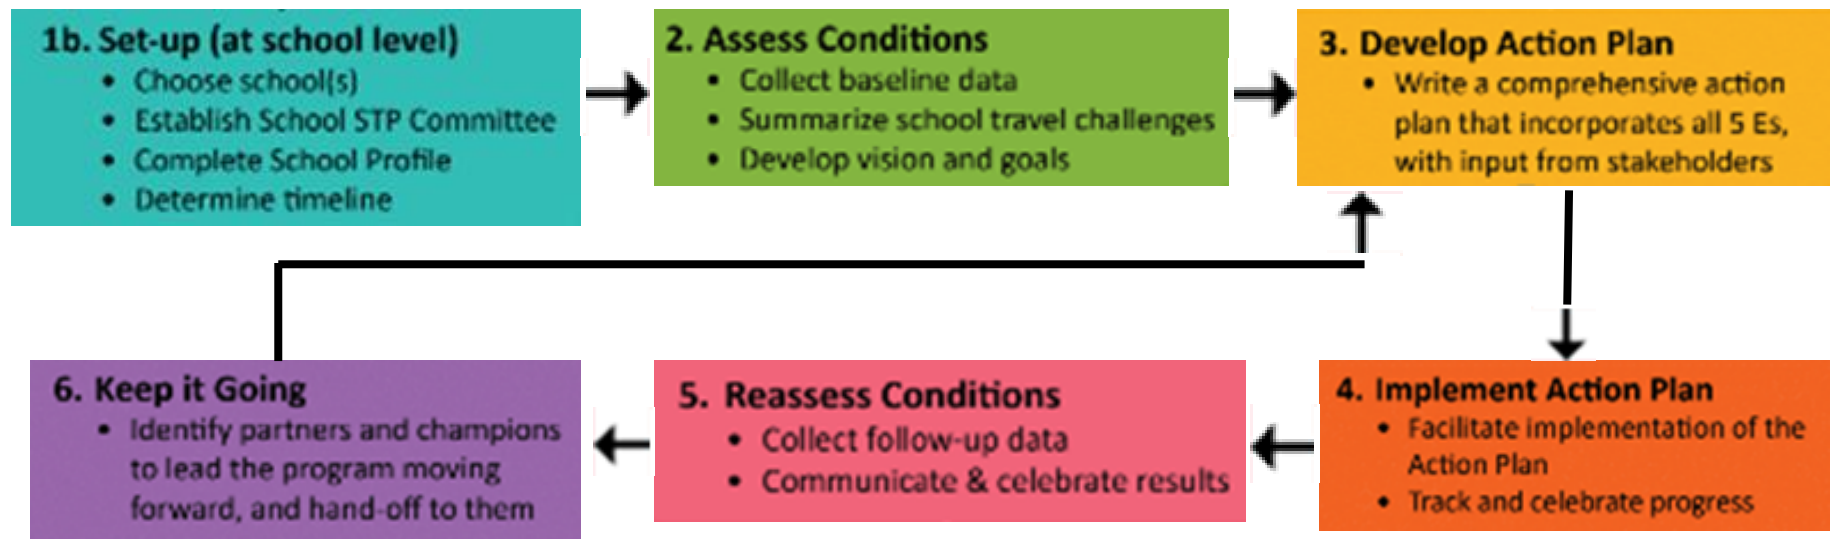 1b. Set-up (at school level)
• Choose school(s)
• Establish School STP Committee
• Complete School Profile
• Determine timeline
2. Assess Conditions
• Collect baseline data
• Summarize school travel challenges
• Develop vision and goals
3. Develop Action Plan
• Write a comprehensive action
plan that incorporates all 5 Es,
with input from stakeholders
4. Implement Action Plan
• Facilitate implementation of the
Action Plan
• Track and celebrate progress
5. Reassess Conditions
• Collect follow-up data
• Communicate & celebrate results
6. Keep it Going
• Identify partners and champions
to lead the program moving
forward, and hand-off to them